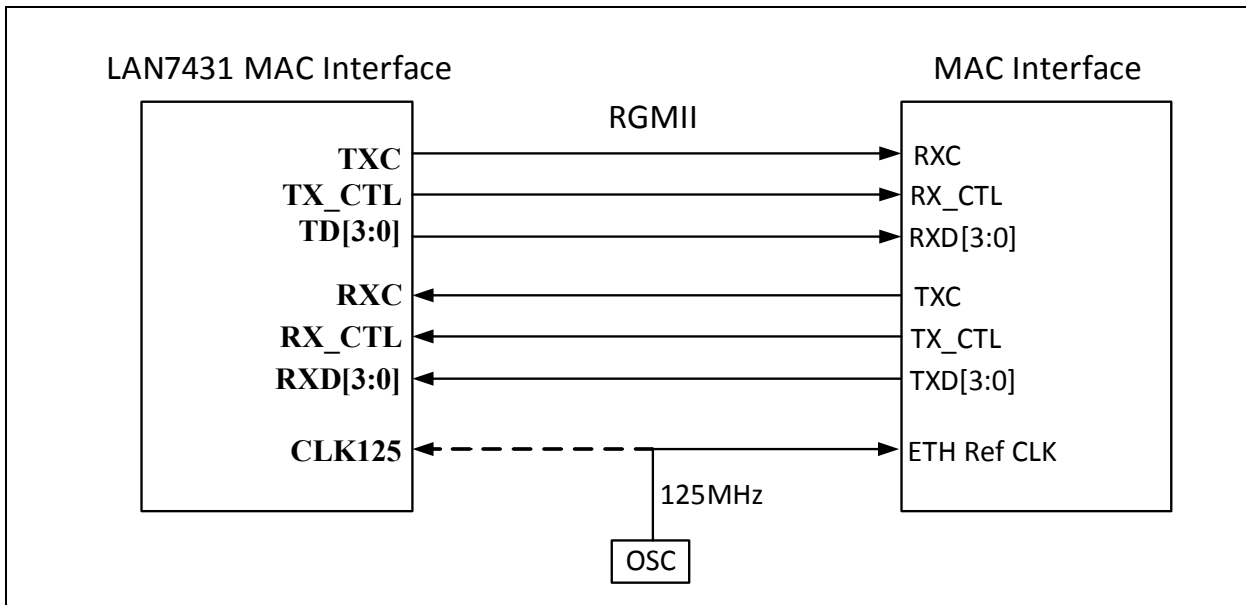 LAN7431 MAC Interface
MAC Interface
RGMII
TXC
RXC
TX_CTL
RX_CTL
TD[3:0]
RXD[3:0]
RXC
TXC
RX_CTL
TX_CTL
RXD[3:0]
TXD[3:0]
CLK125
ETH Ref CLK
125MHz
OSC